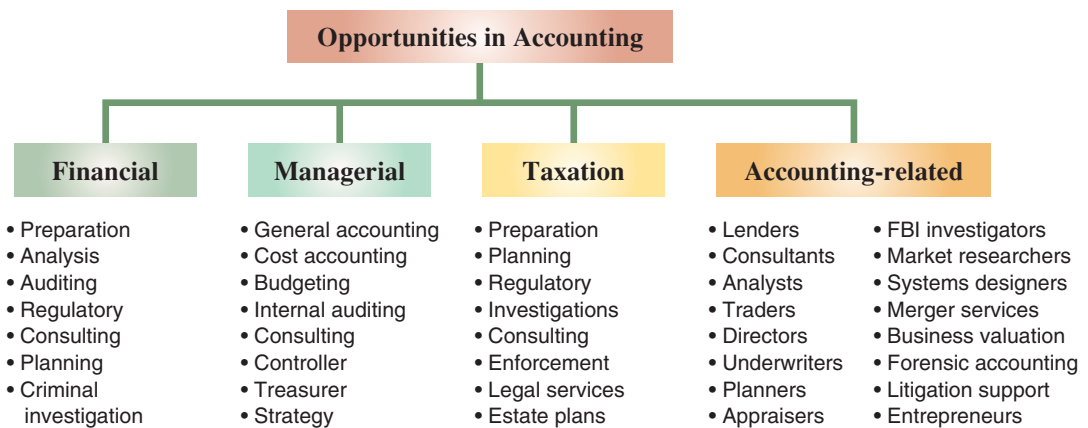 Opportunities in Accounting
Financial
• Preparation
• Analysis
• Auditing
• Regulatory
• Consulting
• Planning
• Criminal
investigation
Managerial
• General accounting
• Cost accounting
• Budgeting
• Internal auditing
• Consulting
• Controller
• Treasurer
• Strategy
Taxation
• Preparation
• Planning
• Regulatory
• Investigations
• Consulting
• Enforcement
• Legal services
• Estate plans
Accounting-related
• Lenders
• Consultants
• Analysts
• Traders
• Directors
• Underwriters
• Planners
• Appraisers
• FBI investigators
• Market researchers
• Systems designers
• Merger services
• Business valuation
• Forensic accounting
• Litigation support
• Entrepreneurs